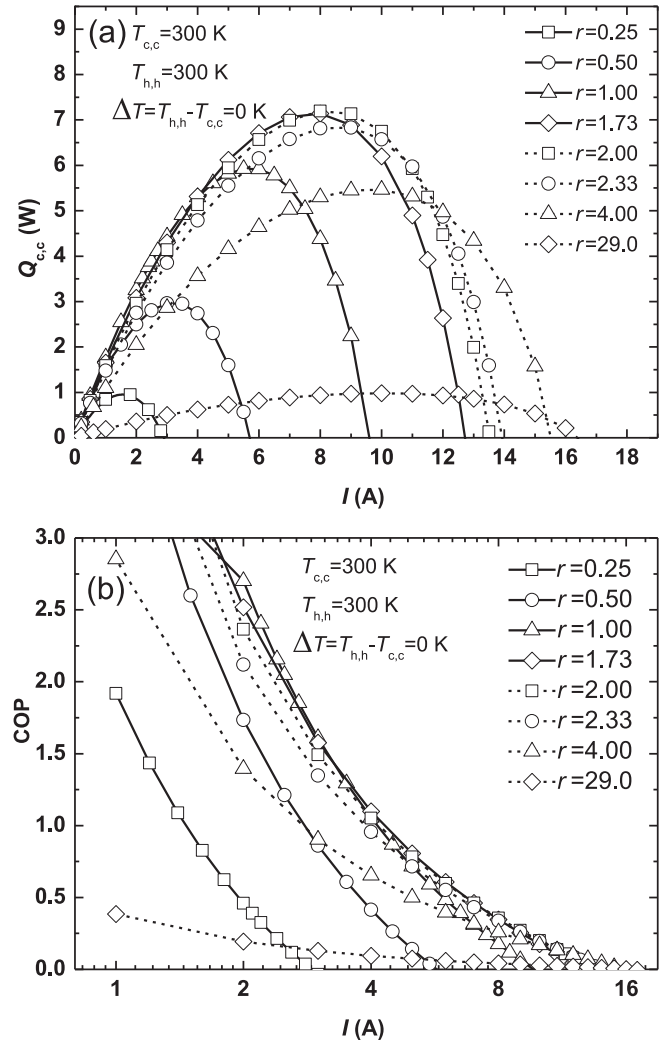 (a)
T_c,c=300 K
T_h,h=300 K
ΔT=T_h,h-T_c,c=0 K
r=0.25
r=0.50
r=1.00
r=1.73
r=2.00
r=2.33
r=4.00
r=29.0
Q_c,c (W)
9
8
7
6
5
4
3
2
1
0
0 2 4 6 8 10 12 14 16 18
I (A)
(b)
T_c,c=300 K
T_h,h=300 K
ΔT=T_h,h-T_c,c=0 K
r=0.25
r=0.50
r=1.00
r=1.73
r=2.00
r=2.33
r=4.00
r=29.0
COP
3.0
2.5
2.0
1.5
1.0
0.5
0.0
1 2 4 8 16
I (A)